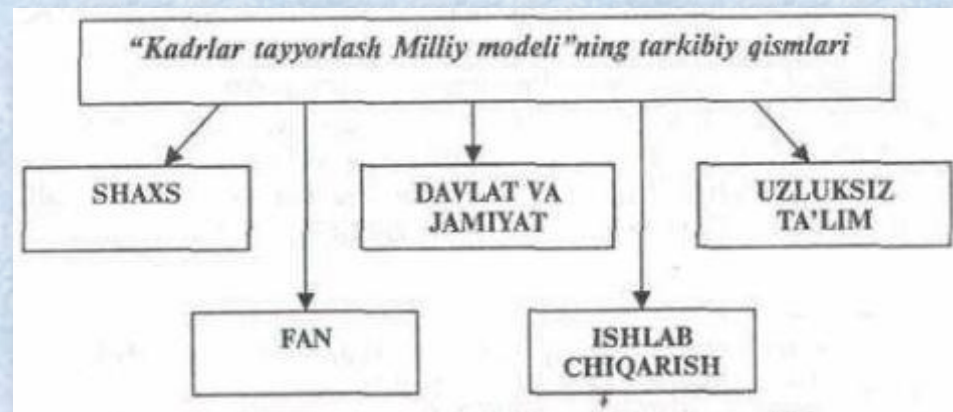 “Kadrlar tayyorlash Milliy modeli”ning tarkibiy qismlari
SHAXS
DAVLAT VA
JAMIYAT
UZLUKSIZ
TA’LIM
FAN
ISHLAB
CHIQARISH